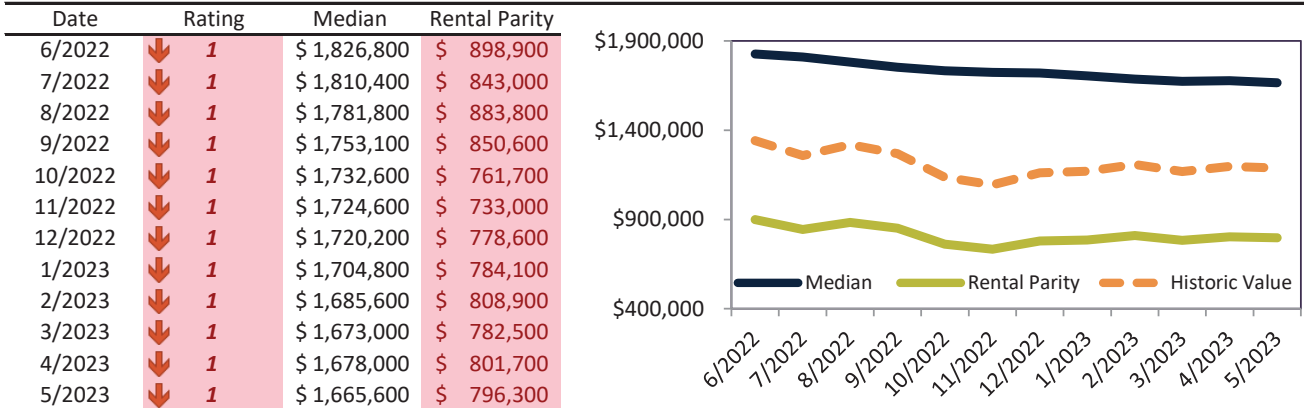 Date Rating Median Rental Parity
6/2022 1 $ 1,826,800 $ 898,900
7/2022 1 $ 1,810,400 $ 843,000
8/2022 1 $ 1,781,800 $ 883,800
9/2022 1 $ 1,753,100 $ 850,600
10/2022 1 $ 1,732,600 $ 761,700
11/2022 1 $ 1,724,600 $ 733,000
12/2022 1 $ 1,720,200 $ 778,600
1/2023 1 $ 1,704,800 $ 784,100
2/2023 1 $ 1,685,600 $ 808,900
3/2023 1 $ 1,673,000 $ 782,500
4/2023 1 $ 1,678,000 $ 801,700
5/2023 1 $ 1,665,600 $ 796,300
$1,900,000
$1,400,000
$900,000
$400,000
Median Rental Parity Historic Value
6/2022 7/2022 8/2022 9/2022 10/2022 11/2022 12/2022 1/2023 2/2023 3/2023 4/2023 5/2023